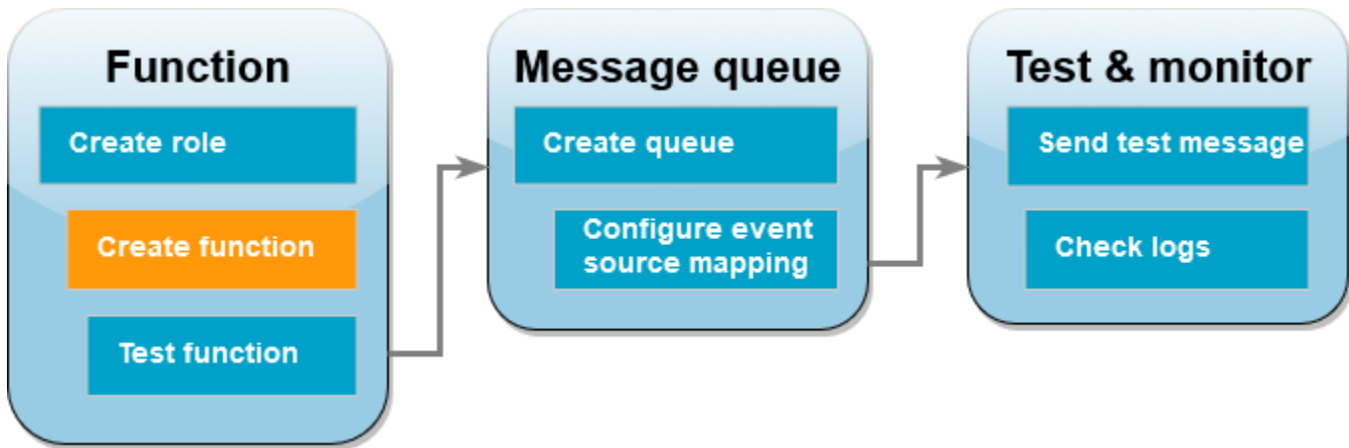 Function
Create role
Create function
Test function
Message queue
Create queue
Configure event
source mapping
Test & monitor
Send test message
Check logs